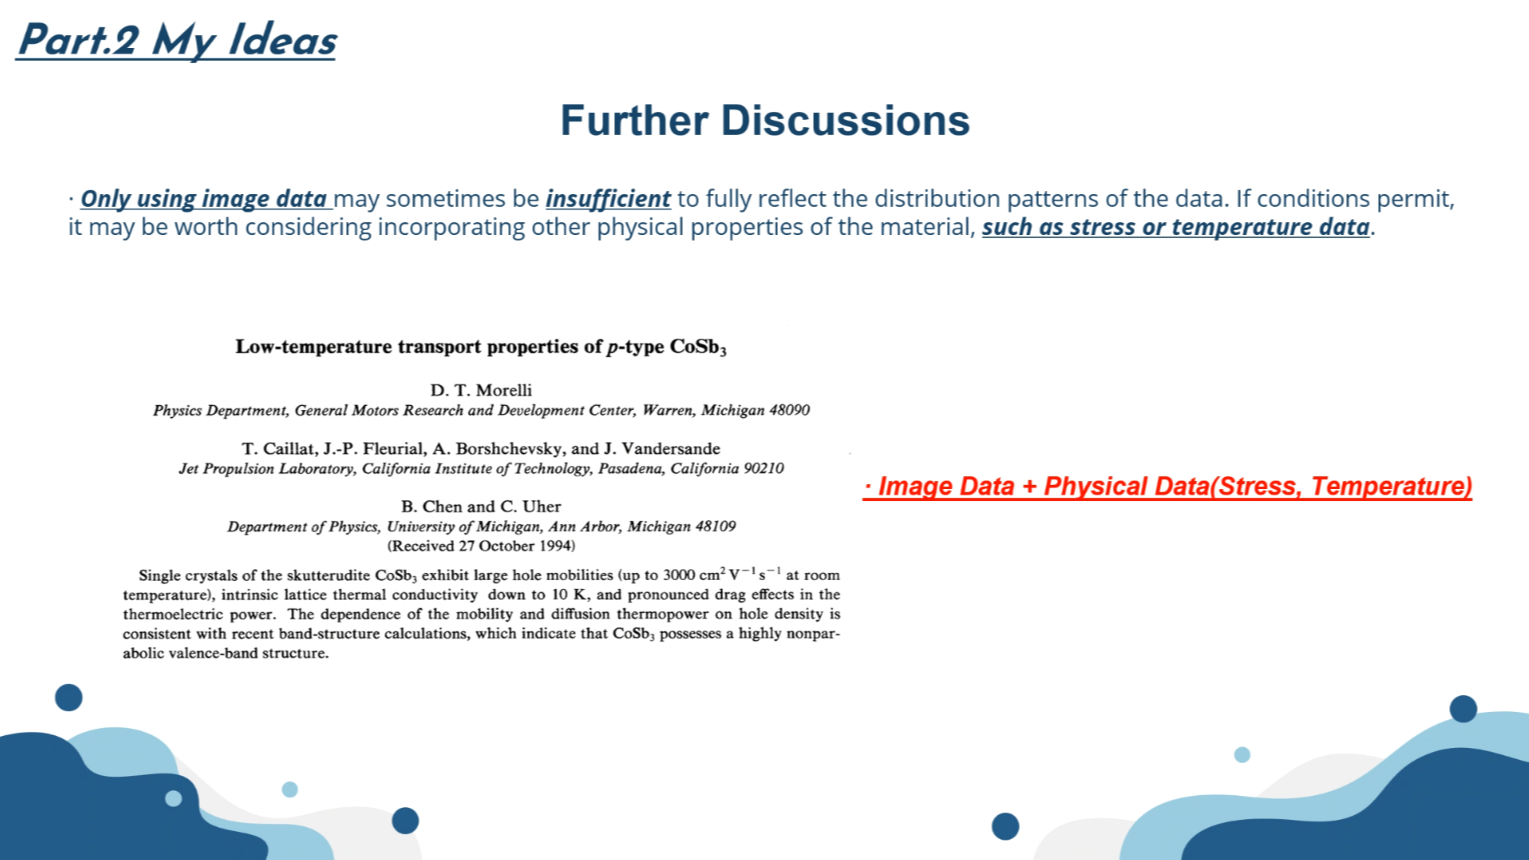 Part.2 My Ideas
Further Discussions
· Only using image data may sometimes be insufficient to fully reflect the distribution patterns of the data. If conditions permit,
it may be worth considering incorporating other physical properties of the material, such as stress or temperature data.
Low-temperature transport properties of p-type CoSb₃
D. T. Morelli
Physics Department, General Motors Research and Development Center, Warren, Michigan 48090
T. Caillat, J.-P. Fleurial, A. Borshchevsky, and J. Vandersande
Jet Propulsion Laboratory, California Institute of Technology, Pasadena, California 90210
B. Chen and C. Uher
Department of Physics, University of Michigan, Ann Arbor, Michigan 48109
(Received 27 October 1994)
Single crystals of the skutterudite CoSb₃ exhibit large hole mobilities (up to 3000 cm² V⁻¹ s⁻¹ at room
temperature), intrinsic lattice thermal conductivity down to 10 K, and pronounced drag effects in the
thermoelectric power. The dependence of the mobility and diffusion thermopower on hole density is
consistent with recent band-structure calculations, which indicate that CoSb₃ possesses a highly nonpar-
abolic valence-band structure.
· Image Data + Physical Data(Stress, Temperature)